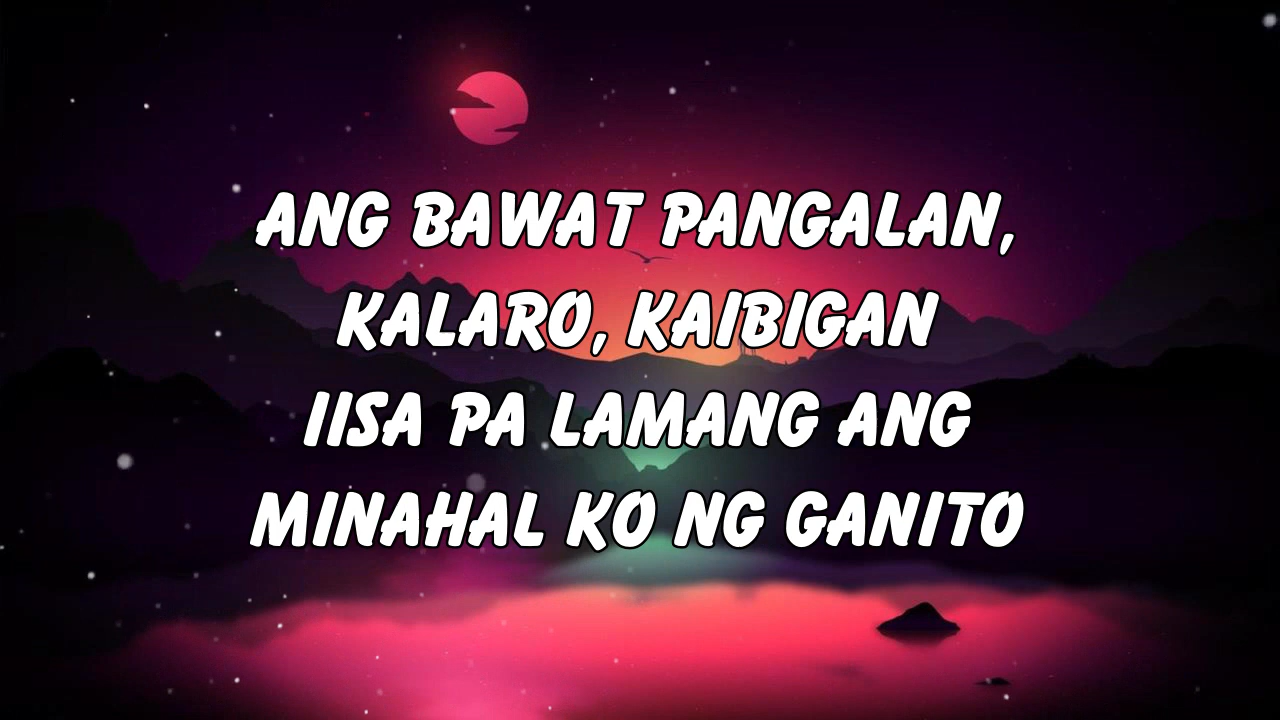 ANG BAWAT PANGALAN,
KALARO, KAIBIGAN
IISA PA LAMANG ANG
MINAHAL KO NG GANITO